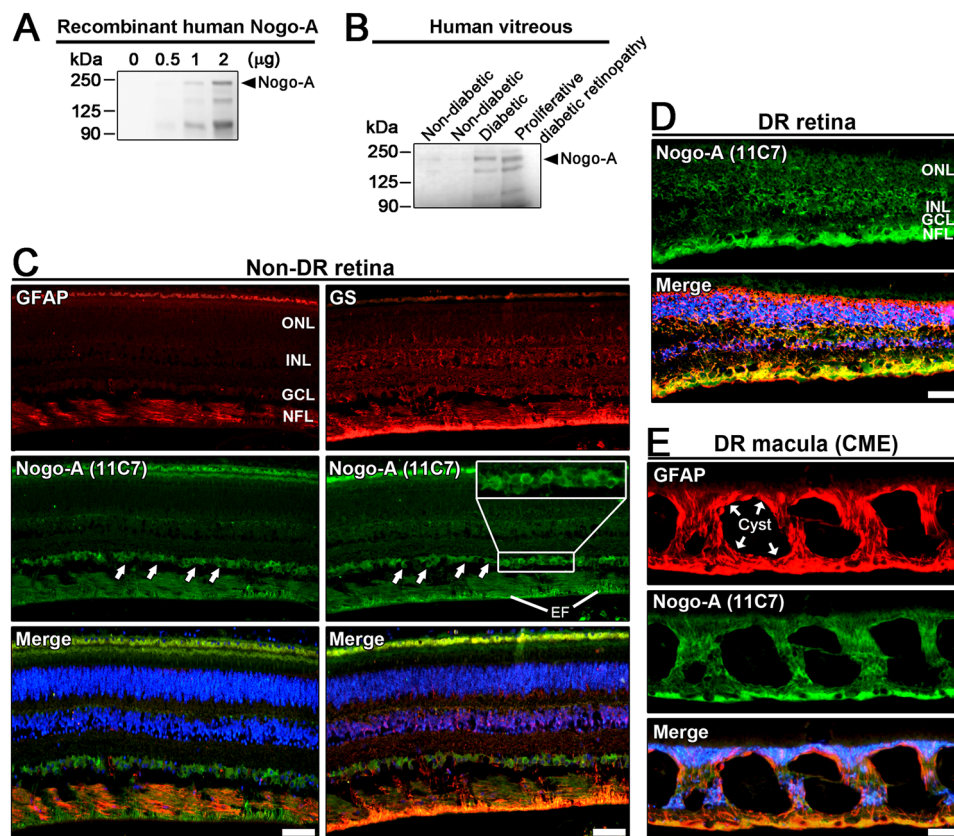 A
Recombinant human Nogo-A
kDa 0 0.5 1 2 (μg)
250
Nogo-A
125
90
B
Human vitreous
Non-diabetic
Non-diabetic
Diabetic
Proliferative
diabetic retinopathy
kDa
250
Nogo-A
125
90
C
Non-DR retina
GFAP
ONL
INL
GCL
NFL
GS
Nogo-A (11C7)
Nogo-A (11C7)
EF
Merge
Merge
D
DR retina
Nogo-A (11C7)
ONL
INL
GCL
NFL
Merge
E
DR macula (CME)
GFAP
Cyst
Nogo-A (11C7)
Merge